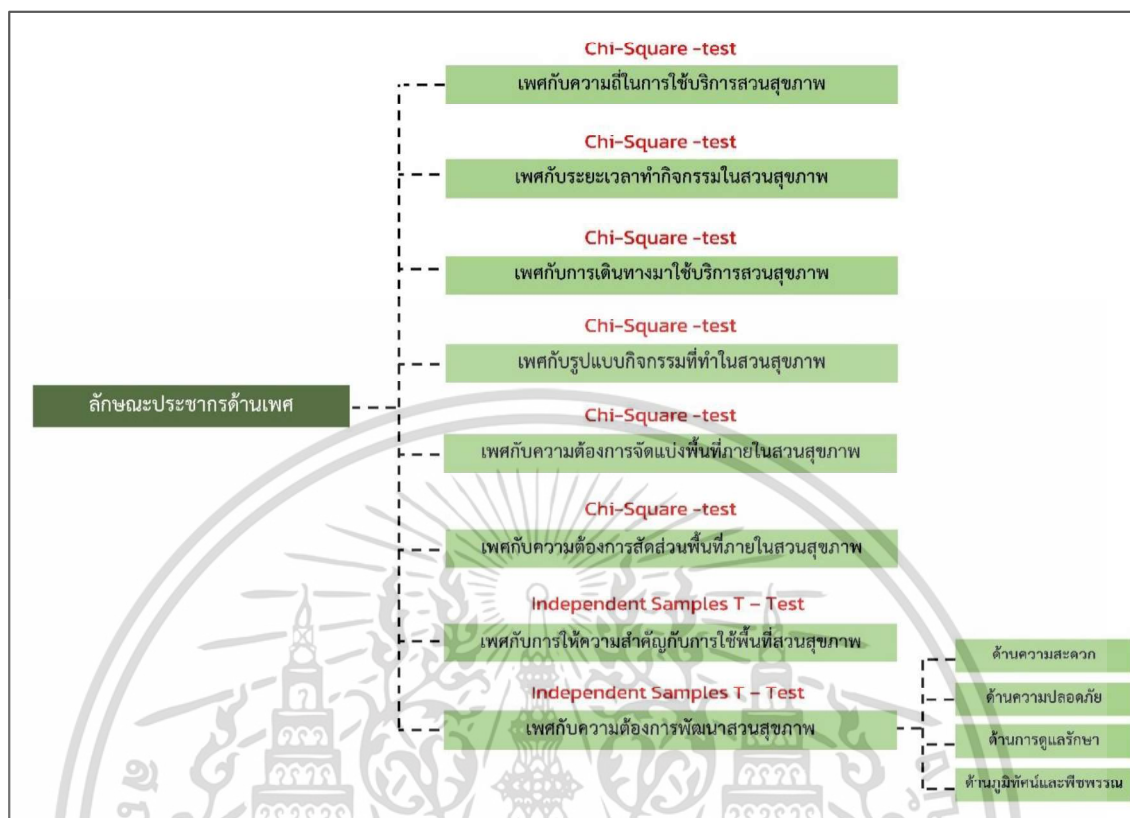 Chi-Square -test
เพศกับความถี่ในการใช้บริการสวนสุขภาพ
Chi-Square -test
เพศกับระยะเวลาทำกิจกรรมในสวนสุขภาพ
Chi-Square -test
เพศกับการเดินทางมาใช้บริการสวนสุขภาพ
Chi-Square -test
เพศกับรูปแบบกิจกรรมที่ทำในสวนสุขภาพ
ลักษณะประชากรด้านเพศ
Chi-Square -test
เพศกับความต้องการจัดแบ่งพื้นที่ภายในสวนสุขภาพ
Chi-Square -test
เพศกับความต้องการสัดส่วนพื้นที่ภายในสวนสุขภาพ
Independent Samples T – Test
เพศกับการให้ความสำคัญกับการใช้พื้นที่สวนสุขภาพ
Independent Samples T – Test
เพศกับความต้องการพัฒนาสวนสุขภาพ
ด้านความสะดวก
ด้านความปลอดภัย
ด้านการดูแลรักษา
ด้านภูมิทัศน์และพืชพรรณ